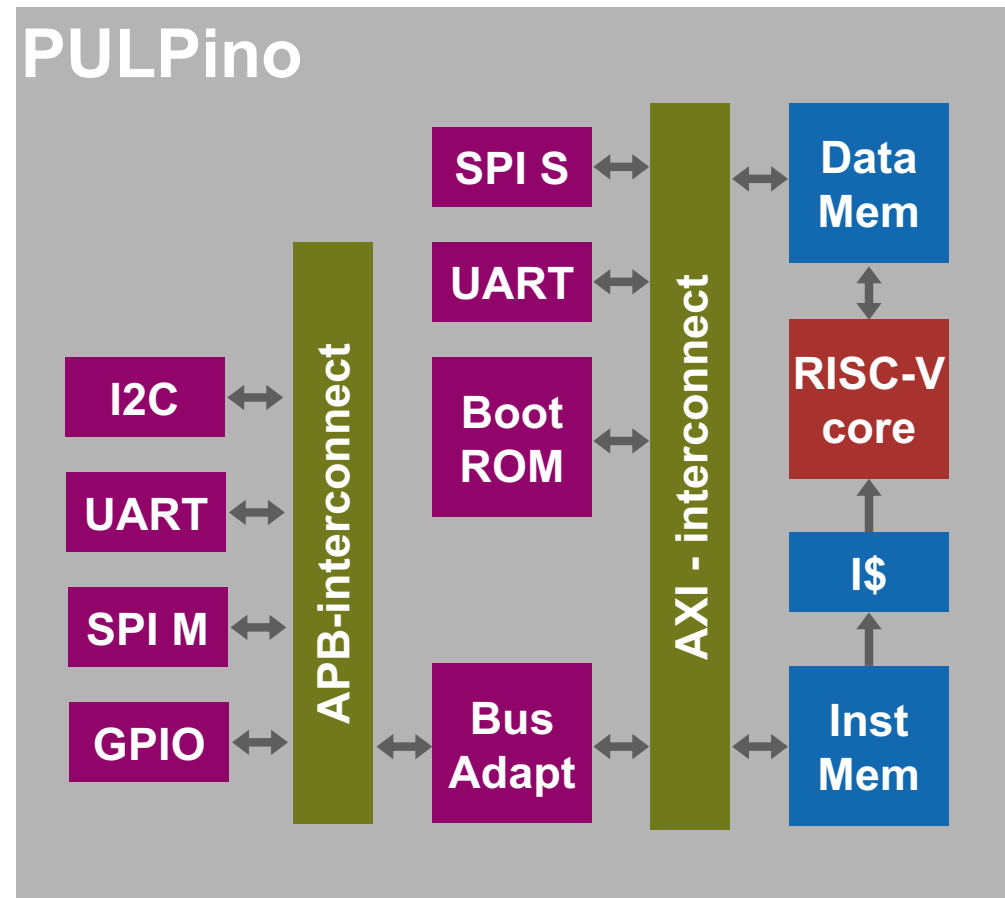 PULPino
SPI S
UART
Boot
ROM
Bus
Adapt
I2C
UART
SPI M
GPIO
APB-interconnect
AXI - interconnect
Data
Mem
RISC-V
core
I$
Inst
Mem